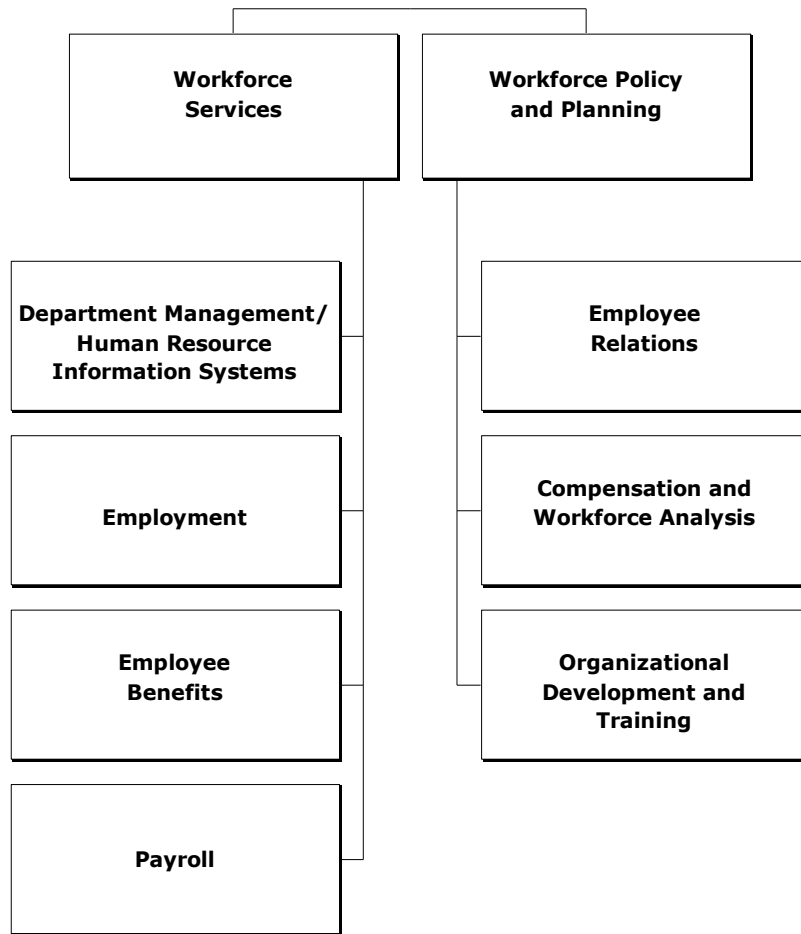 Workforce
Services
Workforce Policy
and Planning
Department Management/
Human Resource
Information Systems
Employment
Employee
Benefits
Payroll
Employee
Relations
Compensation and
Workforce Analysis
Organizational
Development and
Training